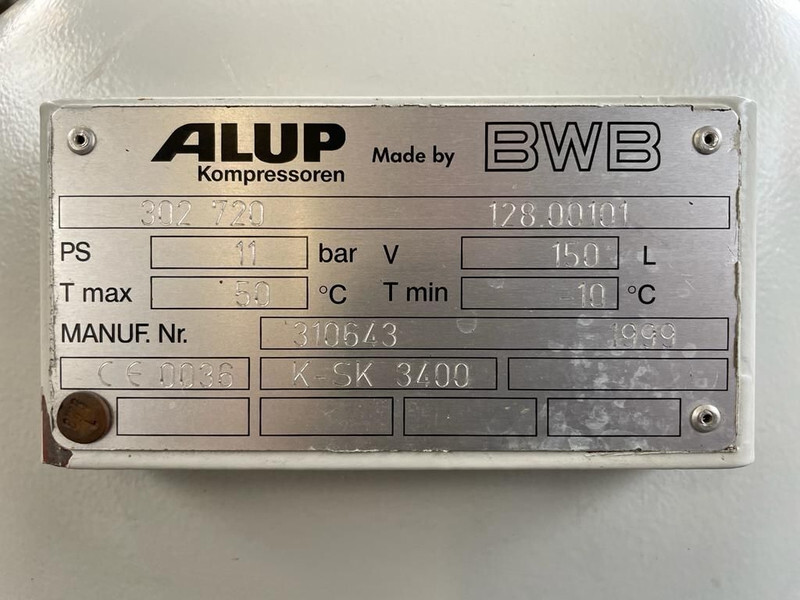 ALUP Made by BWB
Kompressoren
302 720 128.00101
PS 11 bar V 150 L
T max 50 °C T min -10 °C
MANUF. Nr. 310643 1999
CE 0036 K-SK 3400